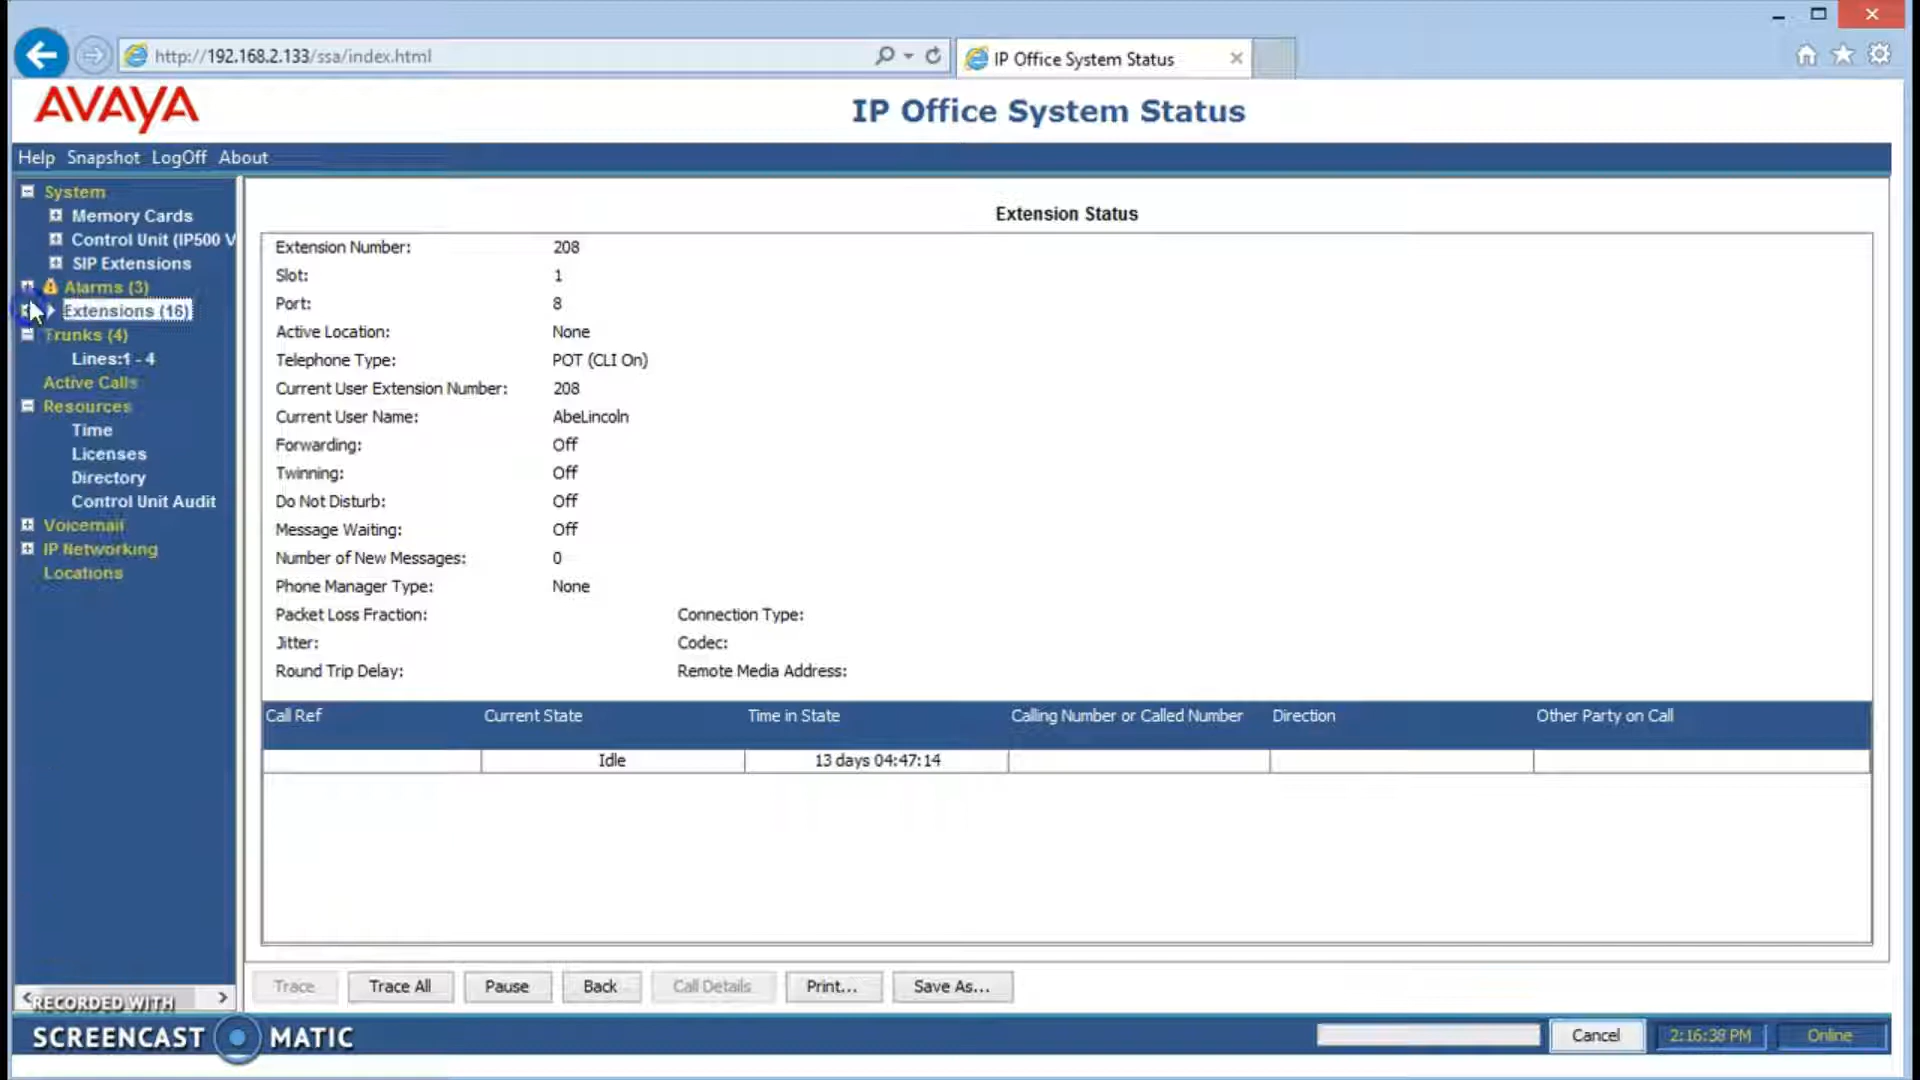 http://192.168.2.133/ssa/index.html
IP Office System Status
AVAYA
IP Office System Status
Help Snapshot LogOff About
System
Memory Cards
Control Unit (IP500 V
SIP Extensions
Alarms (3)
Extensions (16)
Trunks (4)
Lines:1 - 4
Active Calls
Resources
Time
Licenses
Directory
Control Unit Audit
Voicemail
IP Networking
Locations
Extension Status
Extension Number: 208
Slot: 1
Port: 8
Active Location: None
Telephone Type: POT (CLI On)
Current User Extension Number: 208
Current User Name: AbeLincoln
Forwarding: Off
Twinning: Off
Do Not Disturb: Off
Message Waiting: Off
Number of New Messages: 0
Phone Manager Type: None
Packet Loss Fraction: Connection Type:
Jitter: Codec:
Round Trip Delay: Remote Media Address:
Call Ref Current State Time in State Calling Number or Called Number Direction Other Party on Call
Idle 13 days 04:47:14
Trace Trace All Pause Back Call Details Print... Save As...
RECORDED WITH
SCREENCAST MATIC
Cancel 2:16:38 PM Online